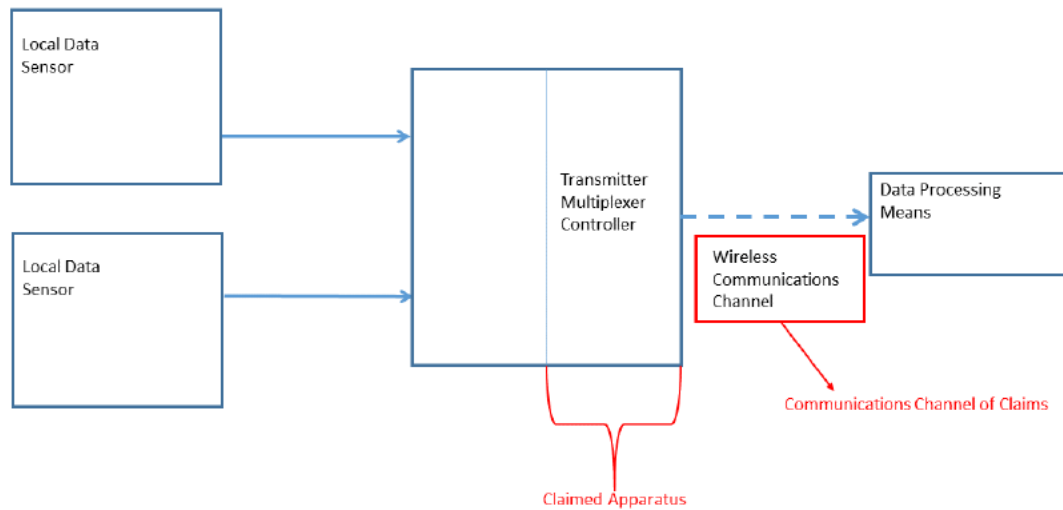 Local Data
Sensor
Transmitter
Multiplexer
Controller
Data Processing
Means
Local Data
Sensor
Wireless
Communications
Channel
Communications Channel of Claims
Claimed Apparatus